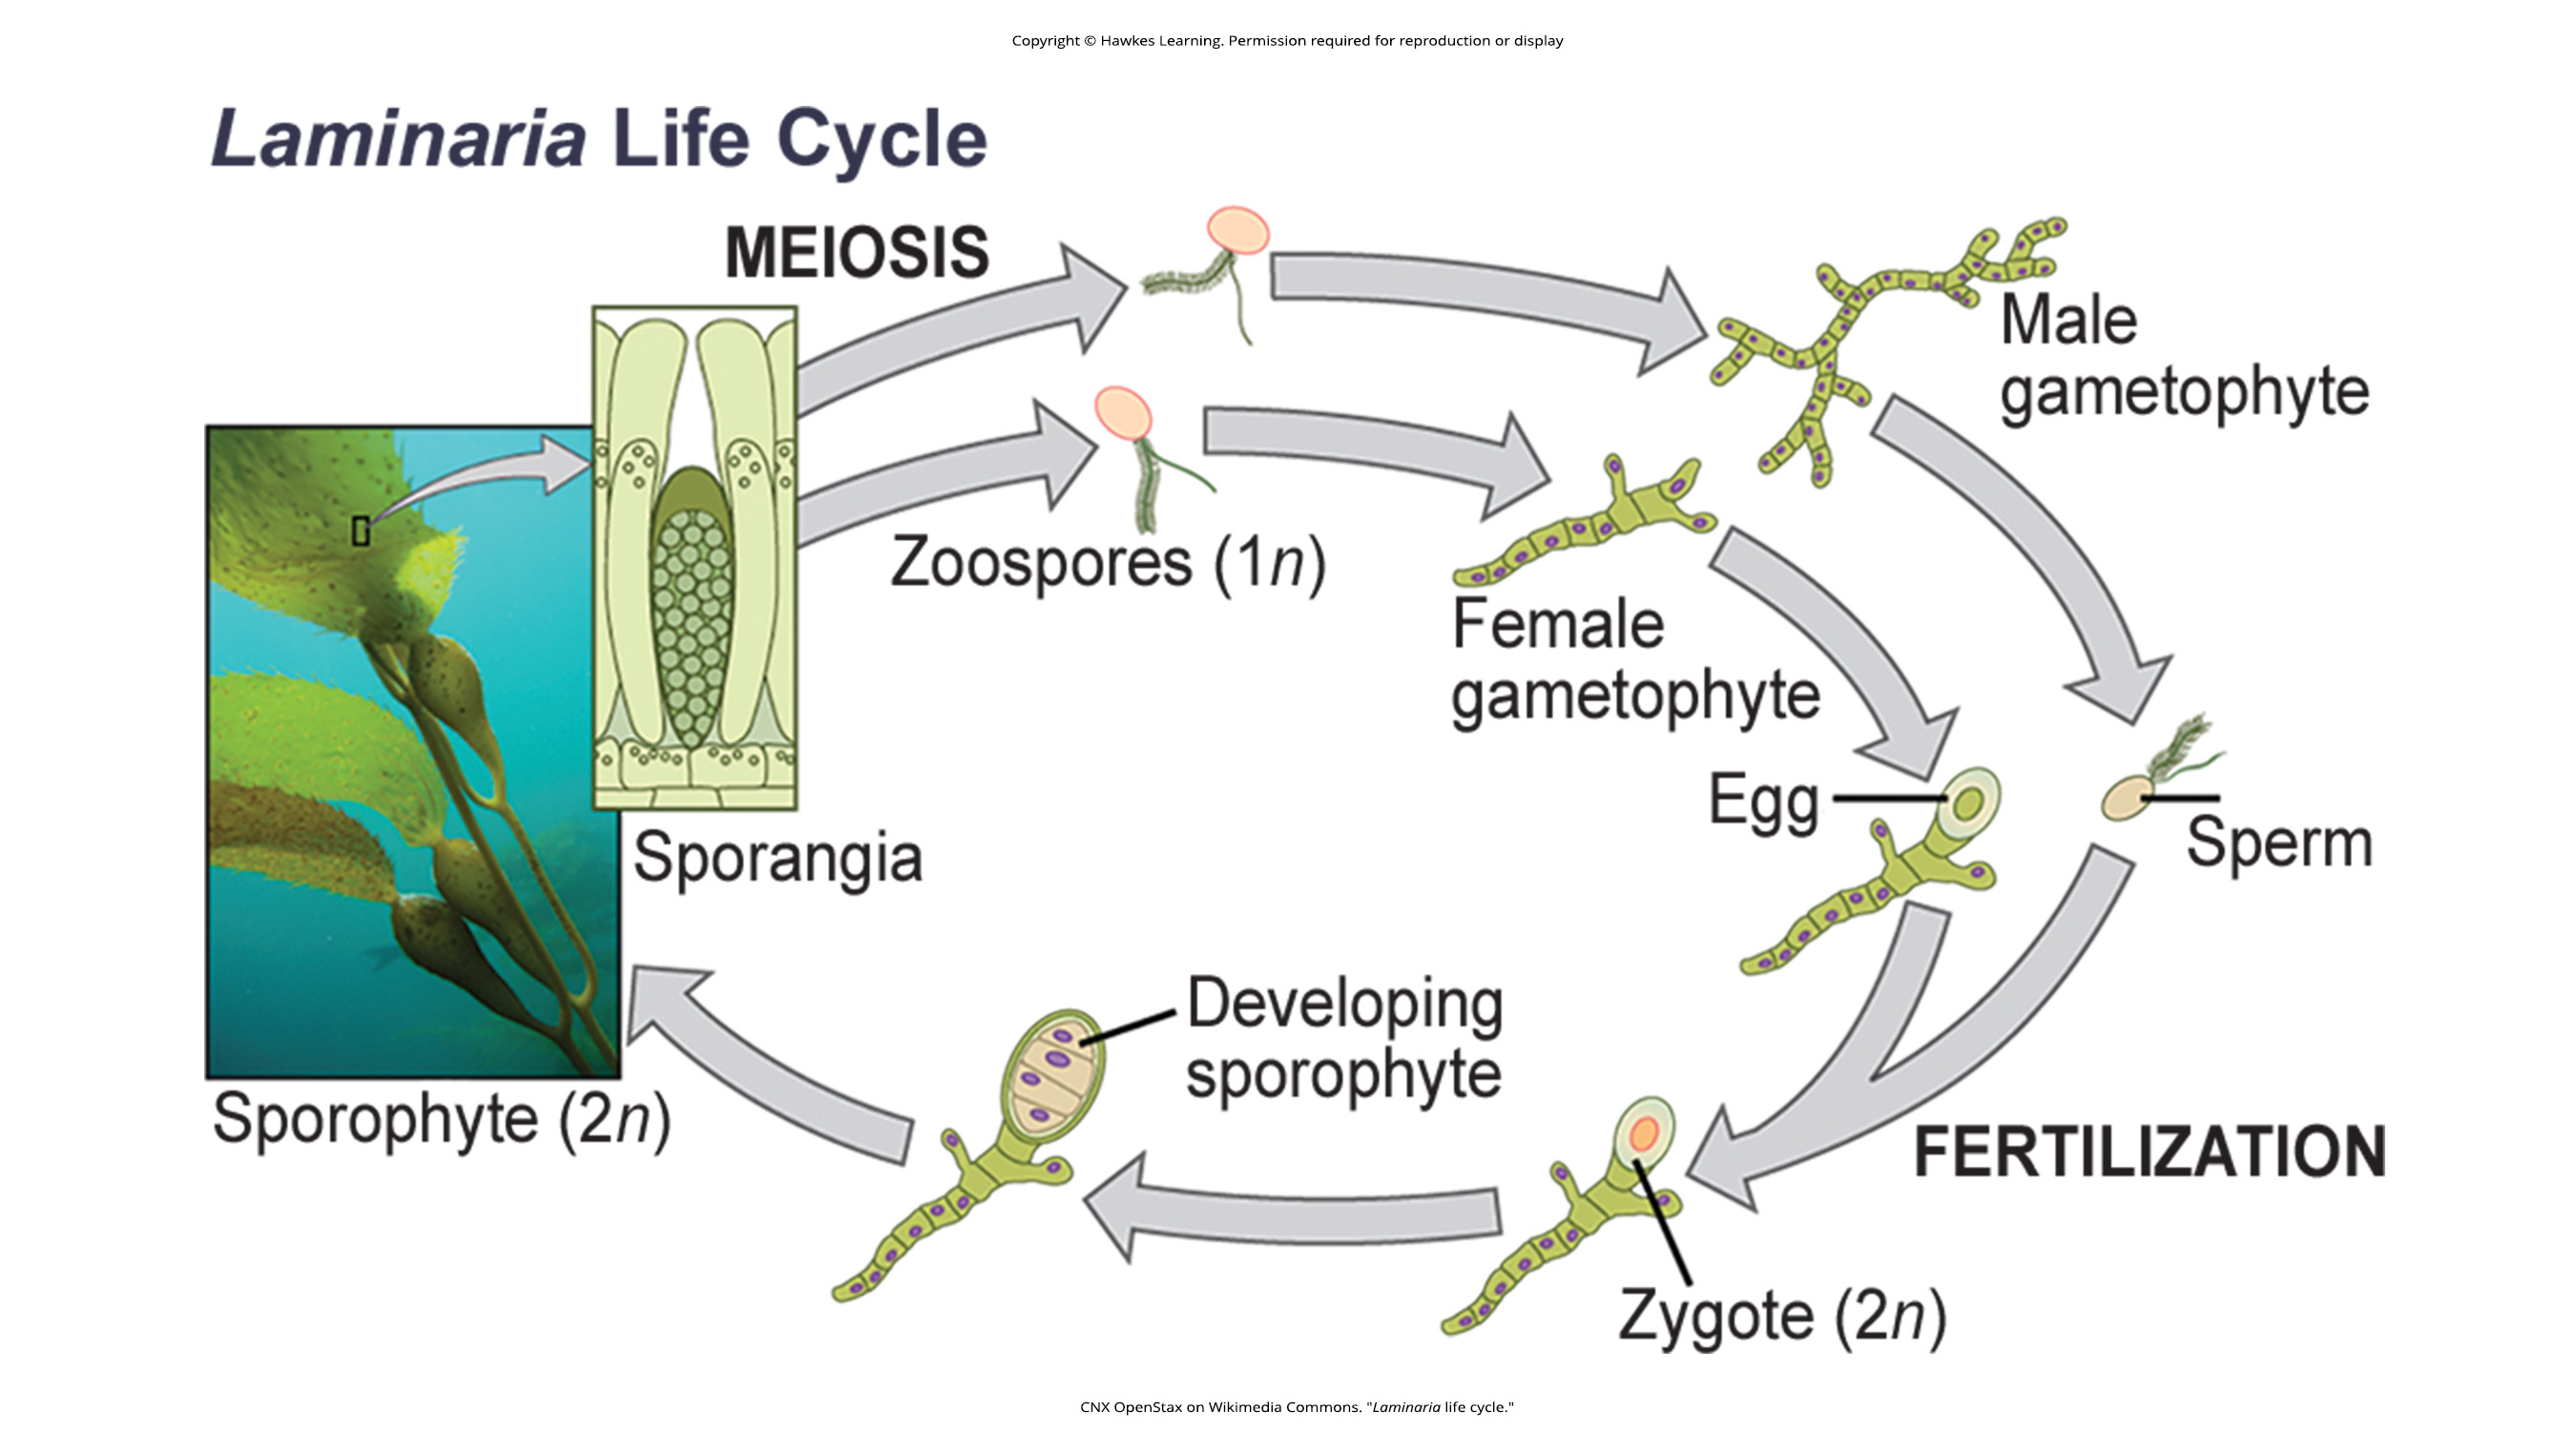 Copyright © Hawkes Learning. Permission required for reproduction or display
Laminaria Life Cycle
MEIOSIS
Male
gametophyte
Zoospores (1n)
Female
gametophyte
Egg
Sperm
Sporangia
Developing
sporophyte
Sporophyte (2n)
FERTILIZATION
Zygote (2n)
CNX OpenStax on Wikimedia Commons. "Laminaria life cycle."